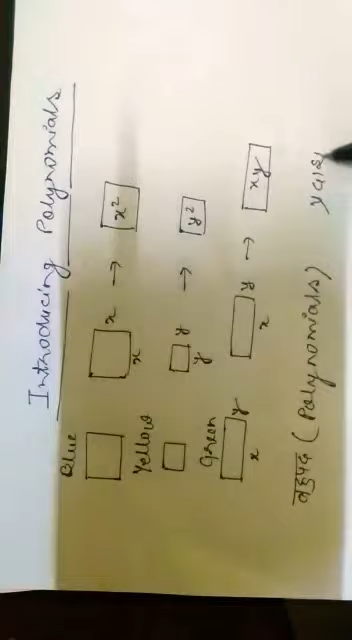 Introducing Polynomials
Blue
x
x → x²
Yellow
y
y → y²
Green
x y
x y → xy
बहुपद (Polynomials)